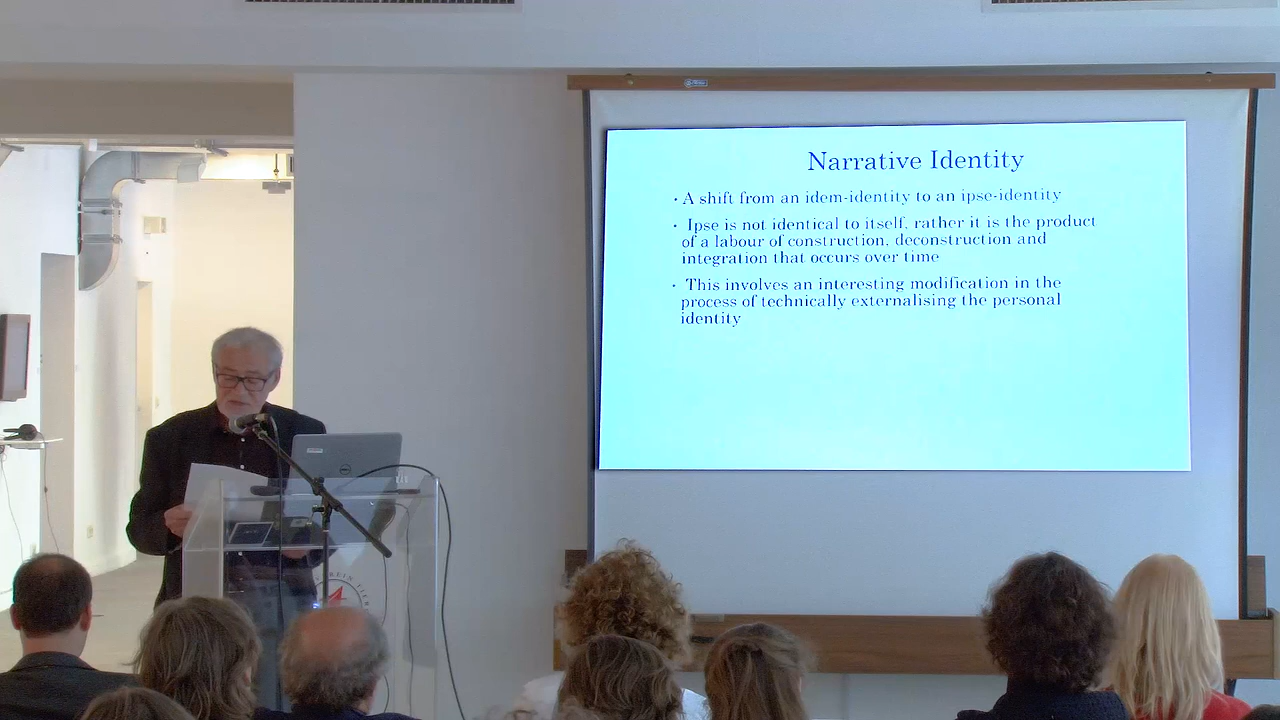 Narrative Identity
· A shift from an idem-identity to an ipse-identity
· Ipse is not identical to itself, rather it is the product
of a labour of construction, deconstruction and
integration that occurs over time
· This involves an interesting modification in the
process of technically externalising the personal
identity